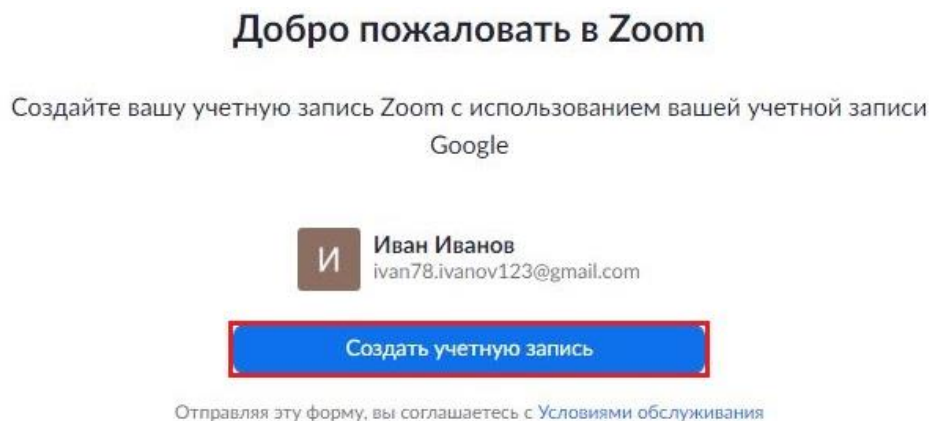 Добро пожаловать в Zoom
Создайте вашу учетную запись Zoom с использованием вашей учетной записи
Google
И
Иван Иванов
ivan78.ivanov123@gmail.com
Создать учетную запись
Отправляя эту форму, вы соглашаетесь с Условиями обслуживания